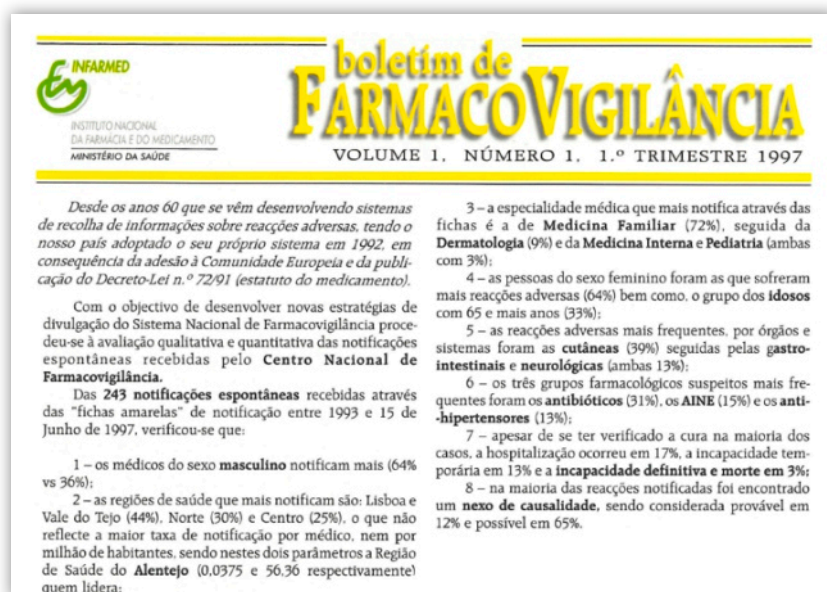 INFARMED
INSTITUTO NACIONAL
DA FARMÁCIA E DO MEDICAMENTO
MINISTÉRIO DA SAÚDE
boletim de
FARMACOVIGILÂNCIA
VOLUME 1, NÚMERO 1, 1.º TRIMESTRE 1997
Desde os anos 60 que se vêm desenvolvendo sistemas
de recolha de informações sobre reacções adversas, tendo o
nosso país adoptado o seu próprio sistema em 1992, em
consequência da adesão à Comunidade Europeia e da publi-
cação do Decreto-Lei n.º 72/91 (estatuto do medicamento).
Com o objectivo de desenvolver novas estratégias de
divulgação do Sistema Nacional de Farmacovigilância proce-
deu-se à avaliação qualitativa e quantitativa das notificações
espontâneas recebidas pelo Centro Nacional de
Farmacovigilância.
Das 243 notificações espontâneas recebidas através
das "fichas amarelas" de notificação entre 1993 e 15 de
Junho de 1997, verificou-se que:
1 – os médicos do sexo masculino notificam mais (64%
vs 36%);
2 – as regiões de saúde que mais notificam são: Lisboa e
Vale do Tejo (44%), Norte (30%) e Centro (25%), o que não
reflecte a maior taxa de notificação por médico, nem por
milhão de habitantes, sendo nestes dois parâmetros a Região
de Saúde do Alentejo (0,0375 e 56,36 respectivamente)
quem lidera;
3 – a especialidade médica que mais notifica através das
fichas é a de Medicina Familiar (72%), seguida da
Dermatologia (9%) e da Medicina Interna e Pediatria (ambas
com 3%);
4 – as pessoas do sexo feminino foram as que sofreram
mais reacções adversas (64%) bem como, o grupo dos idosos
com 65 e mais anos (33%);
5 – as reacções adversas mais frequentes, por órgãos e
sistemas foram as cutâneas (39%) seguidas pelas gastro-
intestinais e neurológicas (ambas 13%);
6 – os três grupos farmacológicos suspeitos mais fre-
quentes foram os antibióticos (31%), os AINE (15%) e os anti-
-hipertensores (13%);
7 – apesar de se ter verificado a cura na maioria dos
casos, a hospitalização ocorreu em 17%, a incapacidade tem-
porária em 13% e a incapacidade definitiva e morte em 3%;
8 – na maioria das reacções notificadas foi encontrado
um nexo de causalidade, sendo considerada provável em
12% e possível em 65%.